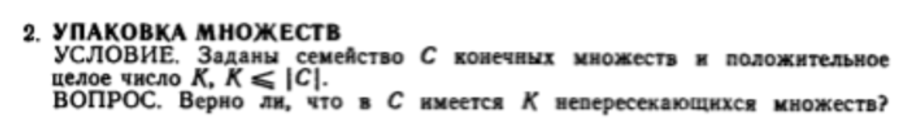 2. УПАКОВКА МНОЖЕСТВ
УСЛОВИЕ. Заданы семейство C конечных множеств и положительное
целое число K, K ⩽ |C|.
ВОПРОС. Верно ли, что в C имеется K непересекающихся множеств?